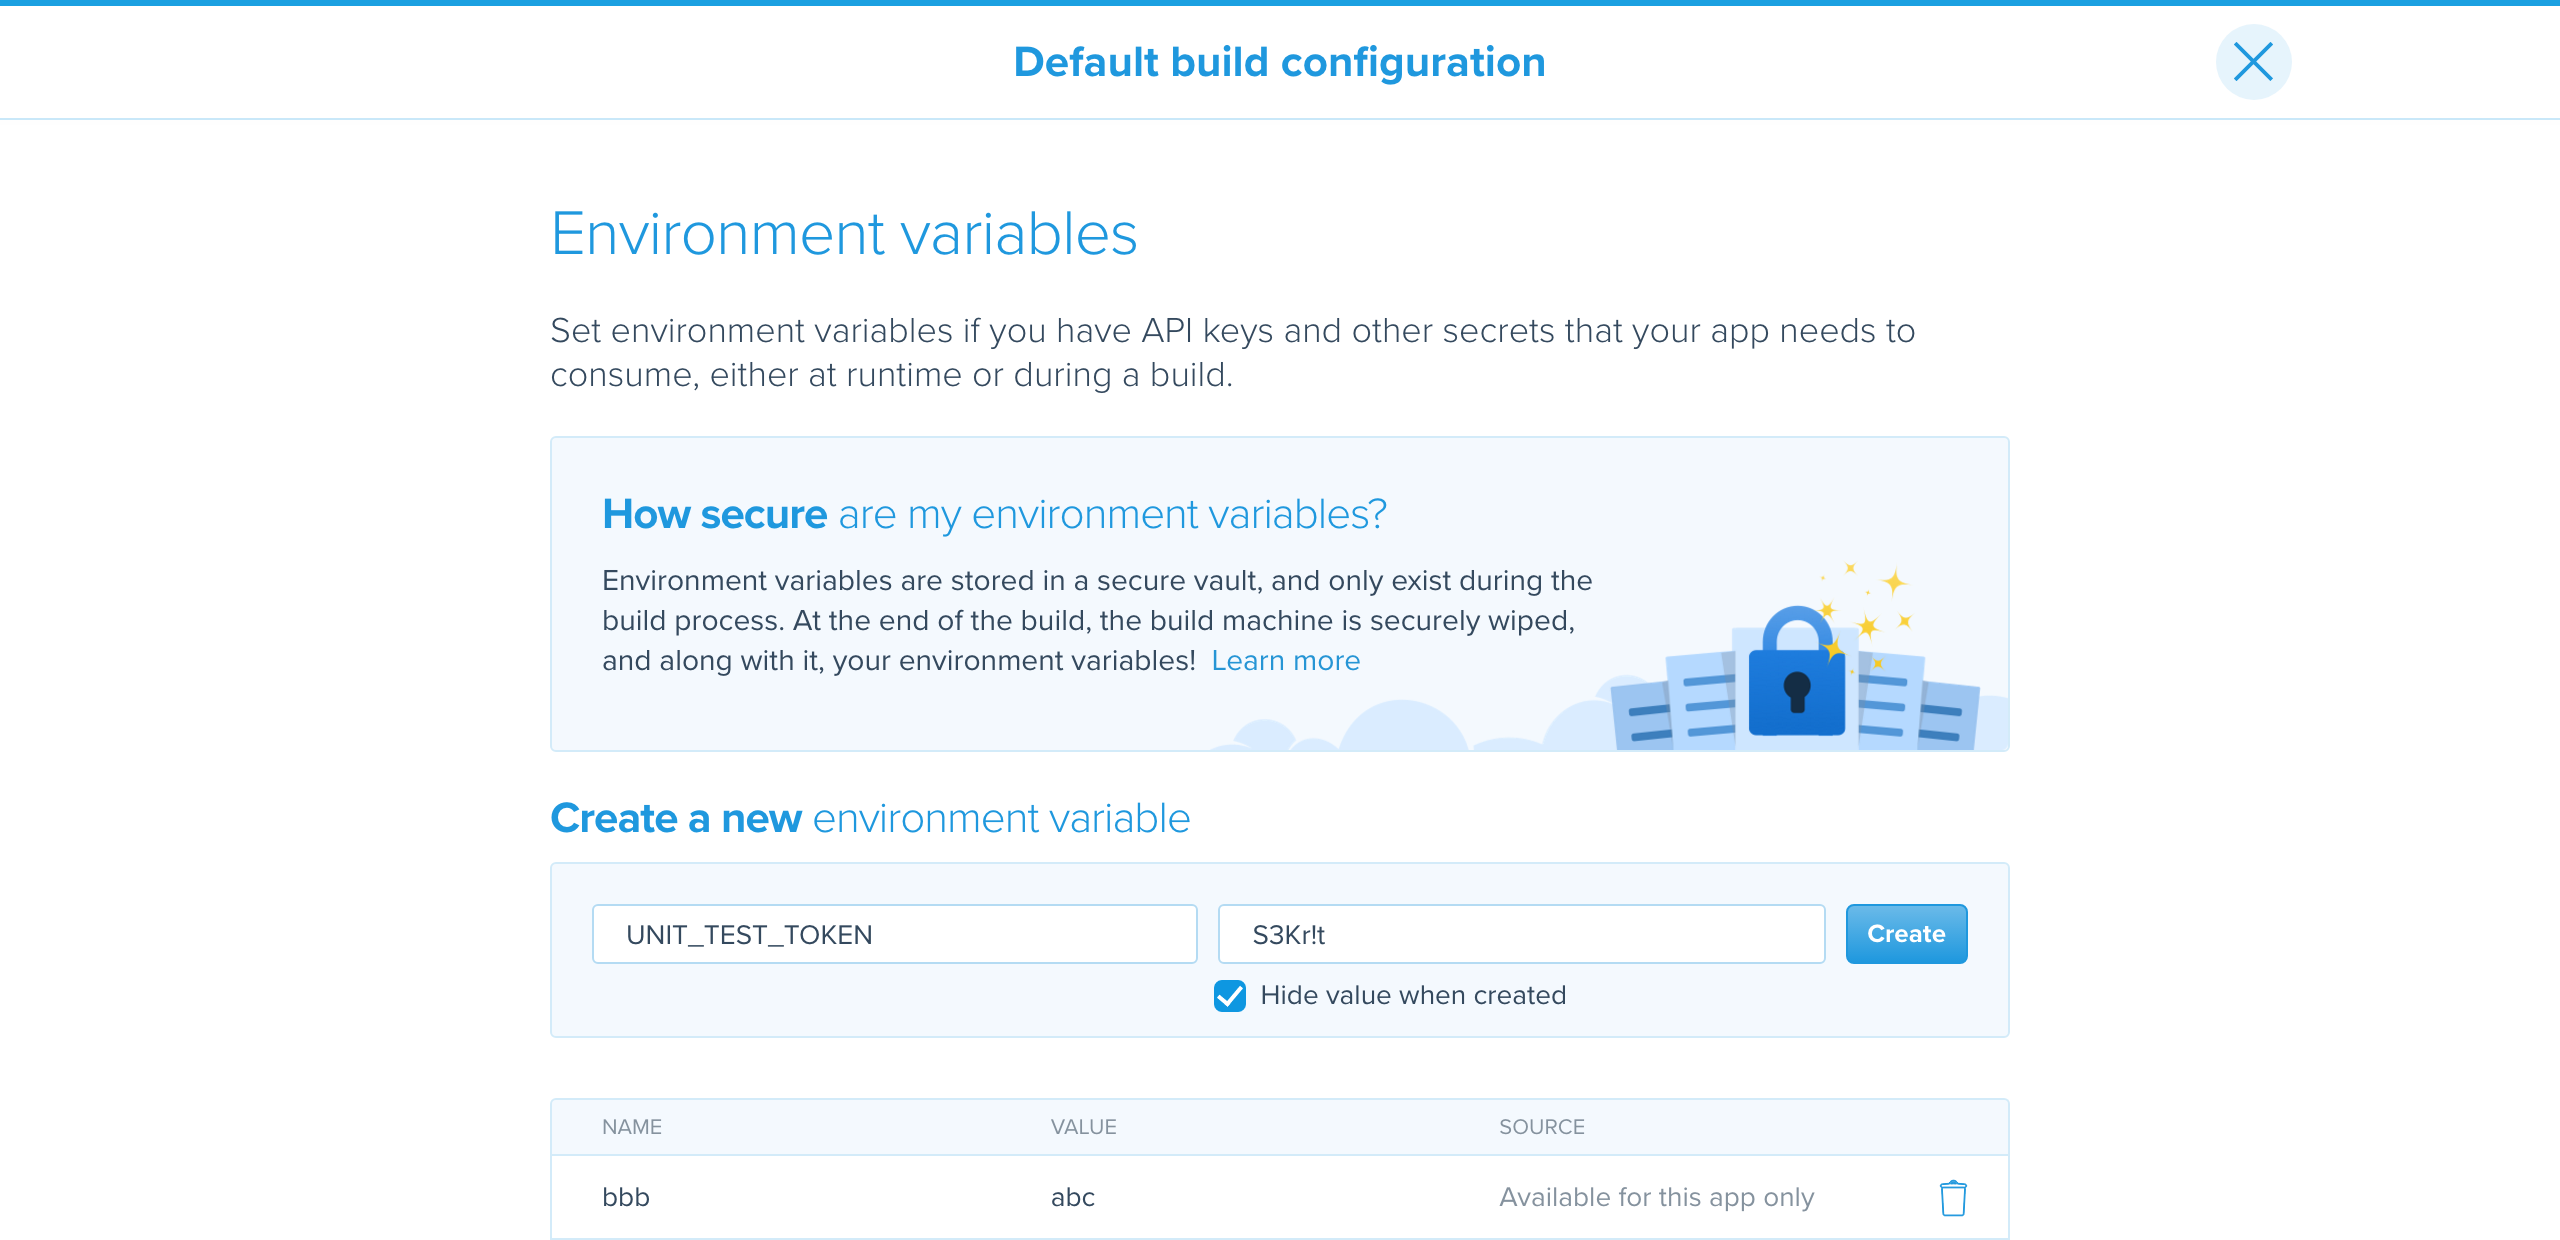 Default build configuration
Environment variables
Set environment variables if you have API keys and other secrets that your app needs to
consume, either at runtime or during a build.
How secure are my environment variables?
Environment variables are stored in a secure vault, and only exist during the
build process. At the end of the build, the build machine is securely wiped,
and along with it, your environment variables! Learn more
Create a new environment variable
UNIT_TEST_TOKEN S3Kr!t Create
Hide value when created
NAME VALUE SOURCE
bbb abc Available for this app only